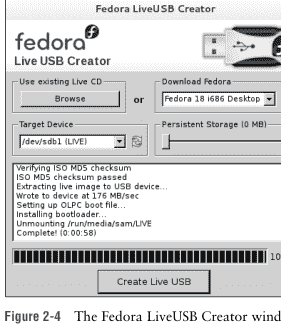 Fedora LiveUSB Creator
fedora
Live USB Creator
Use existing Live CD
Browse
or
Download Fedora
Fedora 18 i686 Desktop
Target Device
/dev/sdb1 (LIVE)
Persistent Storage (0 MB)
Verifying ISO MD5 checksum
ISO MD5 checksum passed
Extracting live image to USB device...
Wrote to device at 176 MB/sec
Setting up OLPC boot file...
Installing bootloader...
Unmounting /run/media/sam/LIVE
Complete! (0:00:58)
10
Create Live USB
Figure 2-4 The Fedora LiveUSB Creator wind